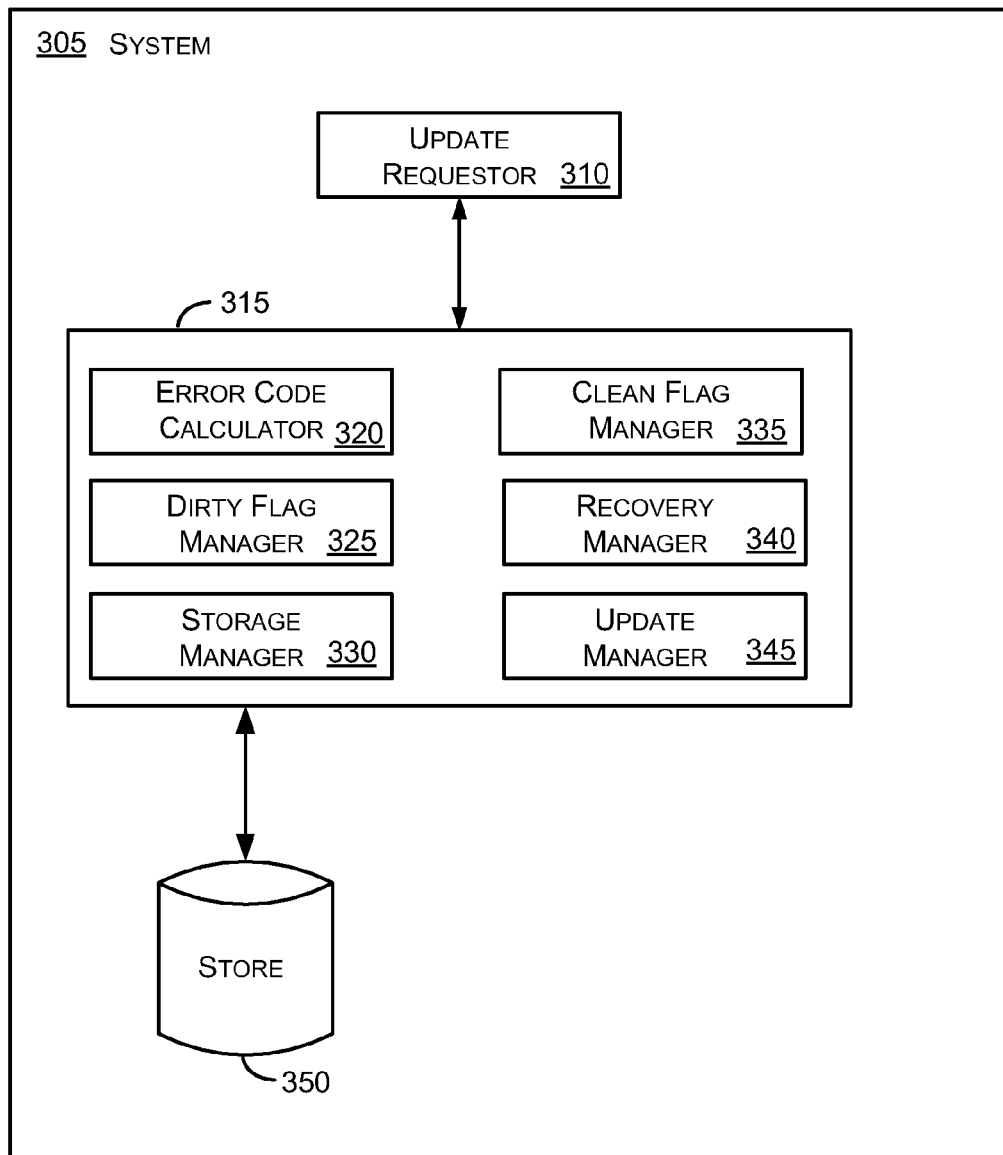 305 SYSTEM
UPDATE
REQUESTOR 310
315
ERROR CODE
CALCULATOR 320
CLEAN FLAG
MANAGER 335
DIRTY FLAG
MANAGER 325
RECOVERY
MANAGER 340
STORAGE
MANAGER 330
UPDATE
MANAGER 345
STORE
350